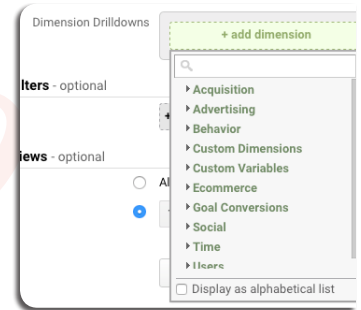 Dimension Drilldowns
+ add dimension
lters - optional
Acquisition
Advertising
Behavior
Custom Dimensions
Custom Variables
Ecommerce
Goal Conversions
Social
Time
Users
iews - optional
Al
Display as alphabetical list